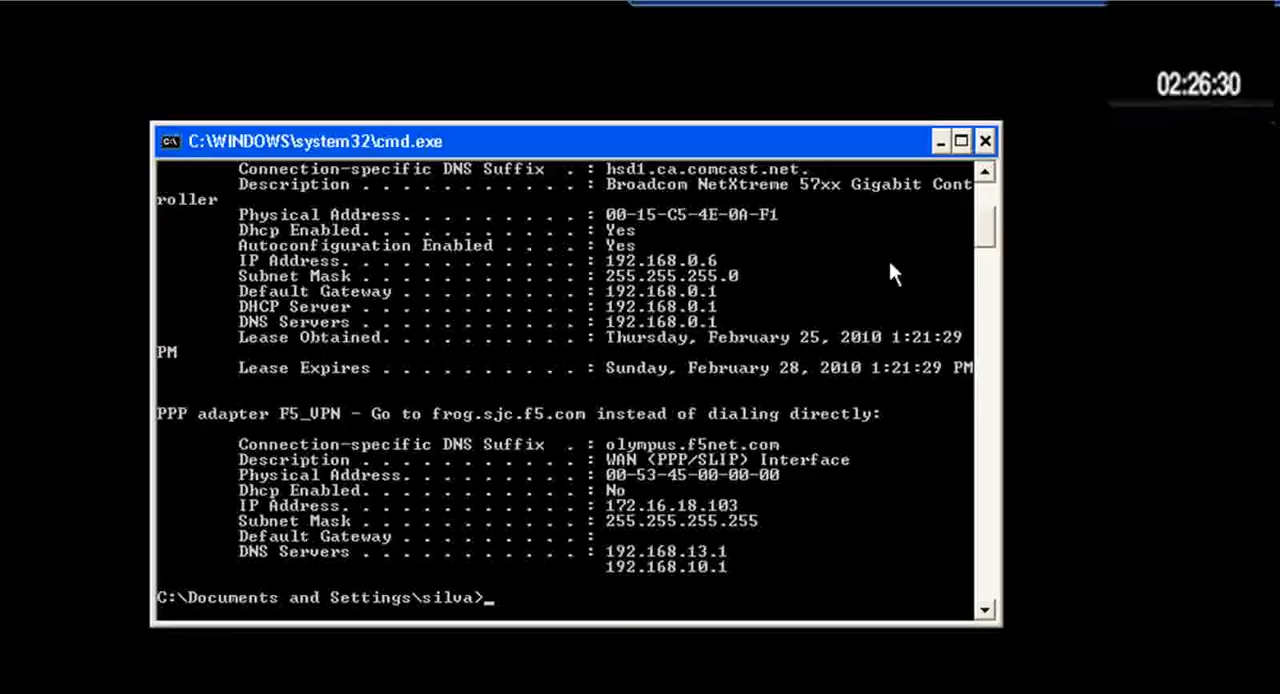 02:26:30
C:\WINDOWS\system32\cmd.exe
Connection-specific DNS Suffix  . : hsd1.ca.comcast.net.
Description . . . . . . . . . . . : Broadcom NetXtreme 57xx Gigabit Cont
roller
Physical Address. . . . . . . . . : 00-15-C5-4E-0A-F1
Dhcp Enabled. . . . . . . . . . . : Yes
Autoconfiguration Enabled . . . . : Yes
IP Address. . . . . . . . . . . . : 192.168.0.6
Subnet Mask . . . . . . . . . . . : 255.255.255.0
Default Gateway . . . . . . . . . : 192.168.0.1
DHCP Server . . . . . . . . . . . : 192.168.0.1
DNS Servers . . . . . . . . . . . : 192.168.0.1
Lease Obtained. . . . . . . . . . : Thursday, February 25, 2010 1:21:29
PM
Lease Expires . . . . . . . . . . : Sunday, February 28, 2010 1:21:29 PM
PPP adapter F5_VPN - Go to frog.sjc.f5.com instead of dialing directly:
Connection-specific DNS Suffix  . : olympus.f5net.com
Description . . . . . . . . . . . : WAN (PPP/SLIP) Interface
Physical Address. . . . . . . . . : 00-53-45-00-00-00
Dhcp Enabled. . . . . . . . . . . : No
IP Address. . . . . . . . . . . . : 172.16.18.103
Subnet Mask . . . . . . . . . . . : 255.255.255.255
Default Gateway . . . . . . . . . :
DNS Servers . . . . . . . . . . . : 192.168.13.1
192.168.10.1
C:\Documents and Settings\silva>_